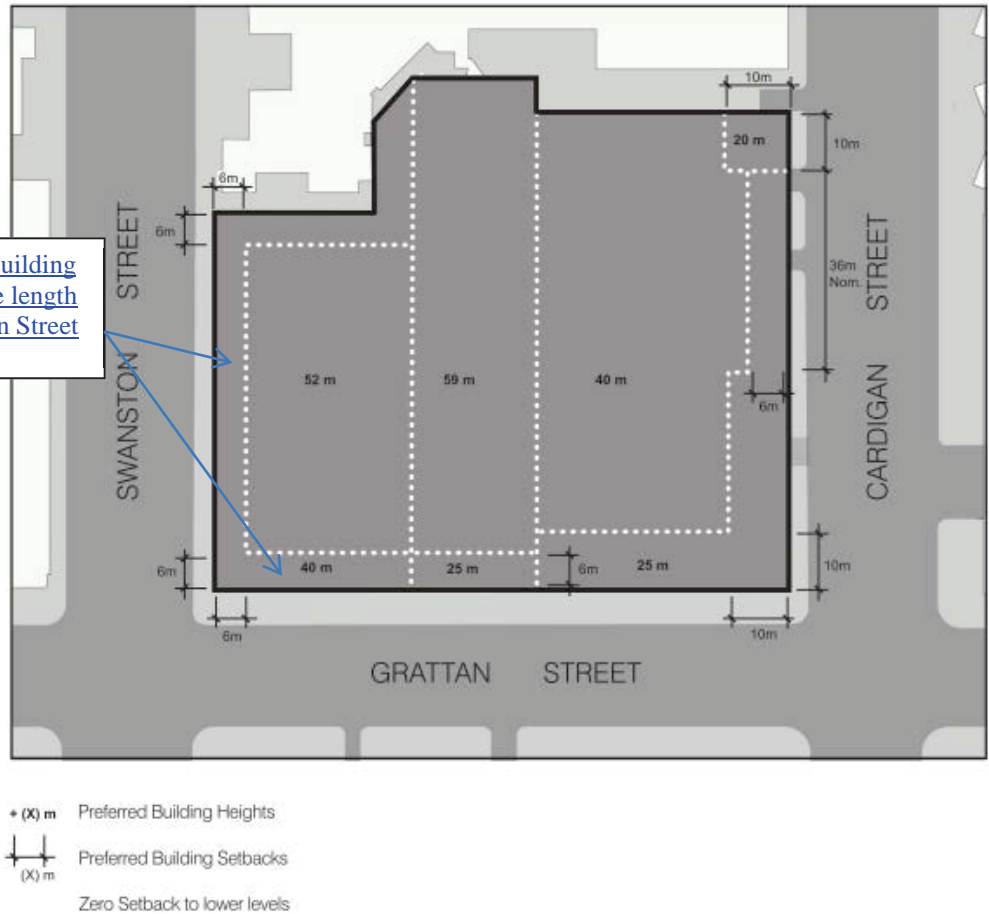 10m
20 m
10m
6m
6m
SWANSTON STREET
uilding
e length
n Street
36m
Nom.
CARDIGAN STREET
52 m
59 m
40 m
6m
6m
40 m
25 m
6m
25 m
10m
6m
10m
GRATTAN STREET
+ (X) m Preferred Building Heights
(X) m Preferred Building Setbacks
Zero Setback to lower levels